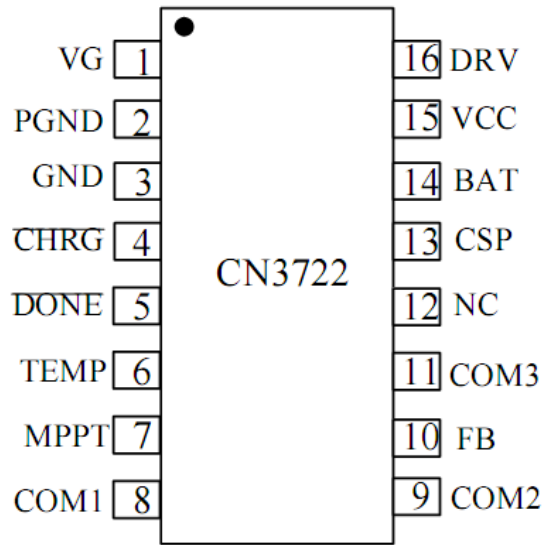 VG 1 16 DRV
PGND 2 15 VCC
GND 3 14 BAT
CHRG 4 13 CSP
CN3722
DONE 5 12 NC
TEMP 6 11 COM3
MPPT 7 10 FB
COM1 8 9 COM2